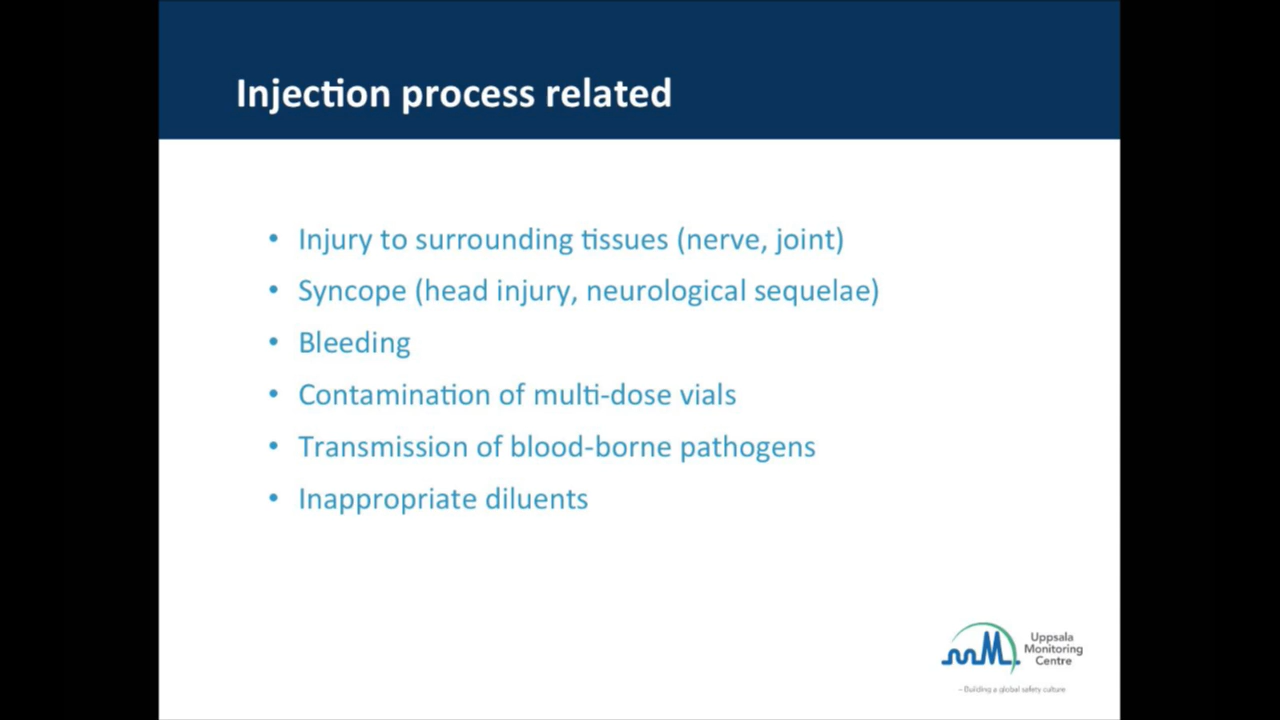 Injection process related
• Injury to surrounding tissues (nerve, joint)
• Syncope (head injury, neurological sequelae)
• Bleeding
• Contamination of multi-dose vials
• Transmission of blood-borne pathogens
• Inappropriate diluents
Uppsala
Monitoring
Centre
– Building a global safety culture